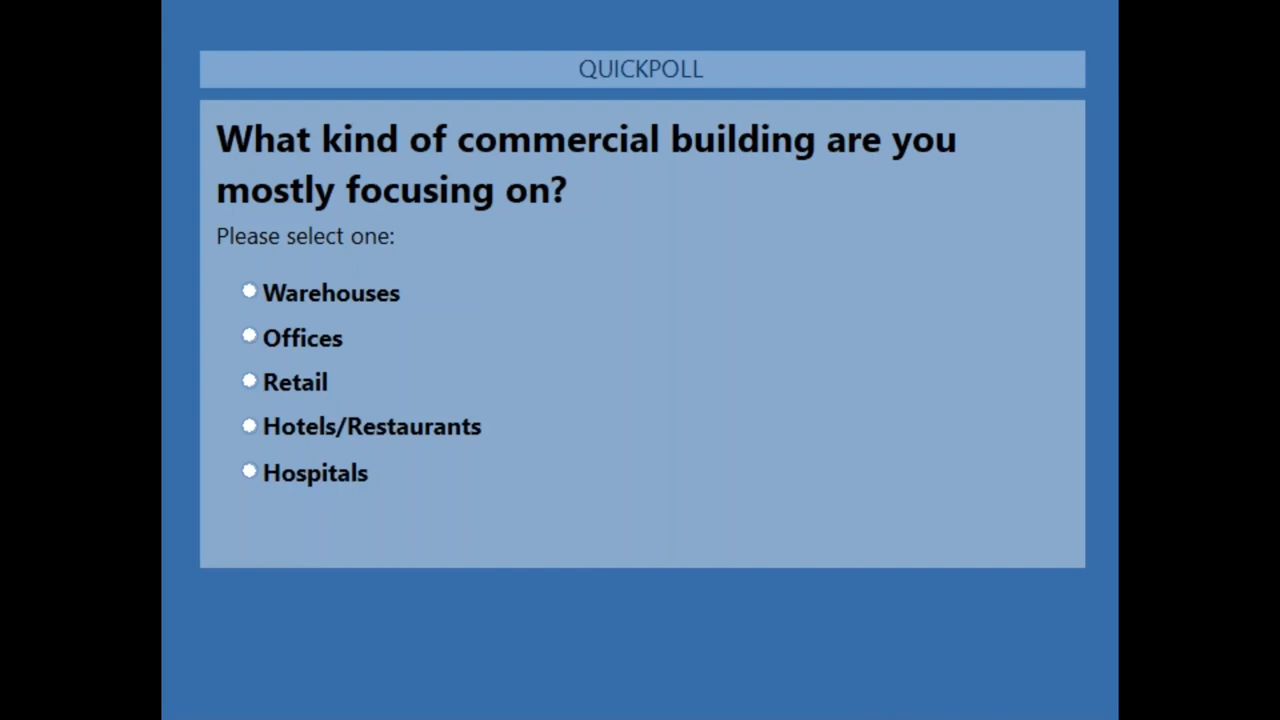 QUICKPOLL
What kind of commercial building are you
mostly focusing on?
Please select one:
Warehouses
Offices
Retail
Hotels/Restaurants
Hospitals